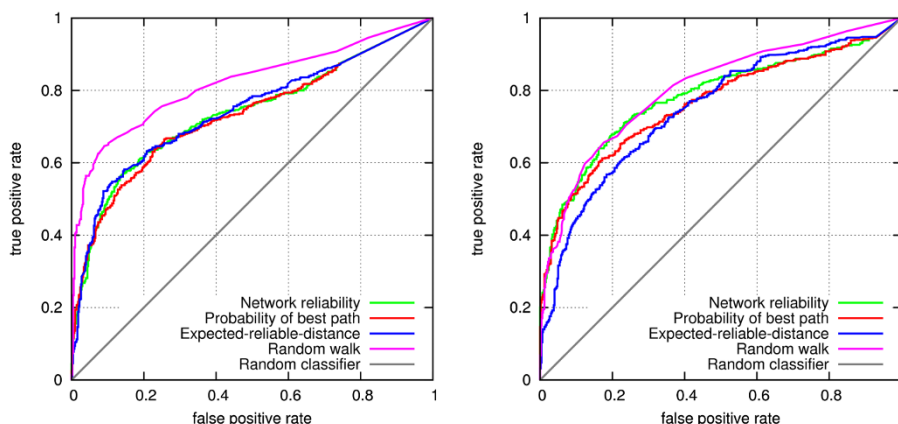 1
0.8
0.6
0.4
0.2
0
true positive rate
Network reliability
Probability of best path
Expected-reliable-distance
Random walk
Random classifier
0 0.2 0.4 0.6 0.8 1
false positive rate
1
0.8
0.6
0.4
0.2
0
true positive rate
Network reliability
Probability of best path
Expected-reliable-distance
Random walk
Random classifier
0 0.2 0.4 0.6 0.8
false positive rate